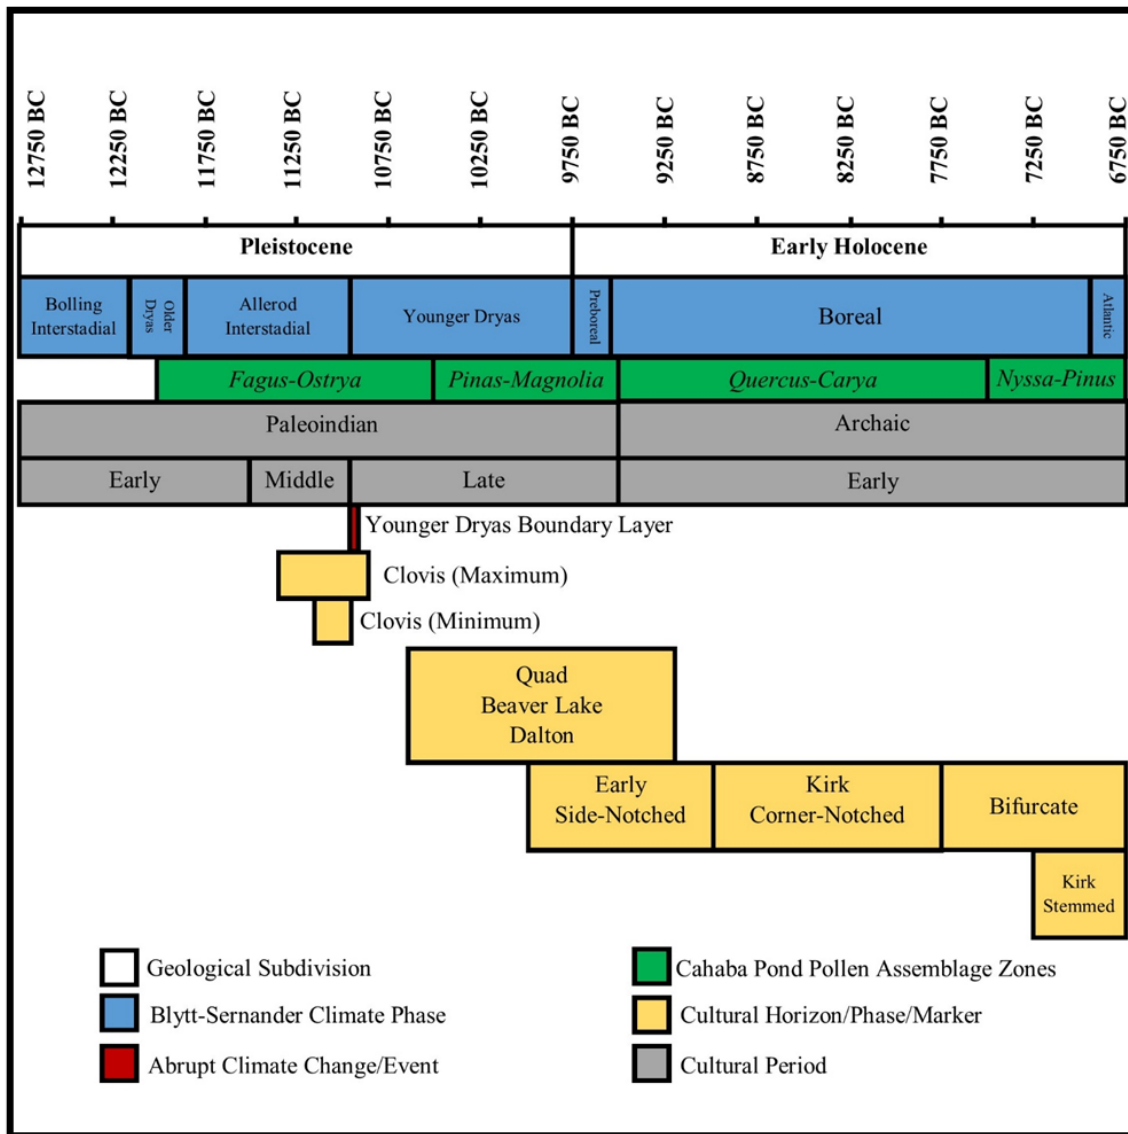 12750 BC
12250 BC
11750 BC
11250 BC
10750 BC
10250 BC
9750 BC
9250 BC
8750 BC
8250 BC
7750 BC
7250 BC
6750 BC
Pleistocene
Early Holocene
Bolling
Interstadial
Older
Dryas
Allerod
Interstadial
Younger Dryas
Preboreal
Boreal
Atlantic
Fagus-Ostrya
Pinas-Magnolia
Quercus-Carya
Nyssa-Pinus
Paleoindian
Archaic
Early
Middle
Late
Early
Younger Dryas Boundary Layer
Clovis (Maximum)
Clovis (Minimum)
Quad
Beaver Lake
Dalton
Early
Side-Notched
Kirk
Corner-Notched
Bifurcate
Kirk
Stemmed
Geological Subdivision
Blytt-Sernander Climate Phase
Abrupt Climate Change/Event
Cahaba Pond Pollen Assemblage Zones
Cultural Horizon/Phase/Marker
Cultural Period